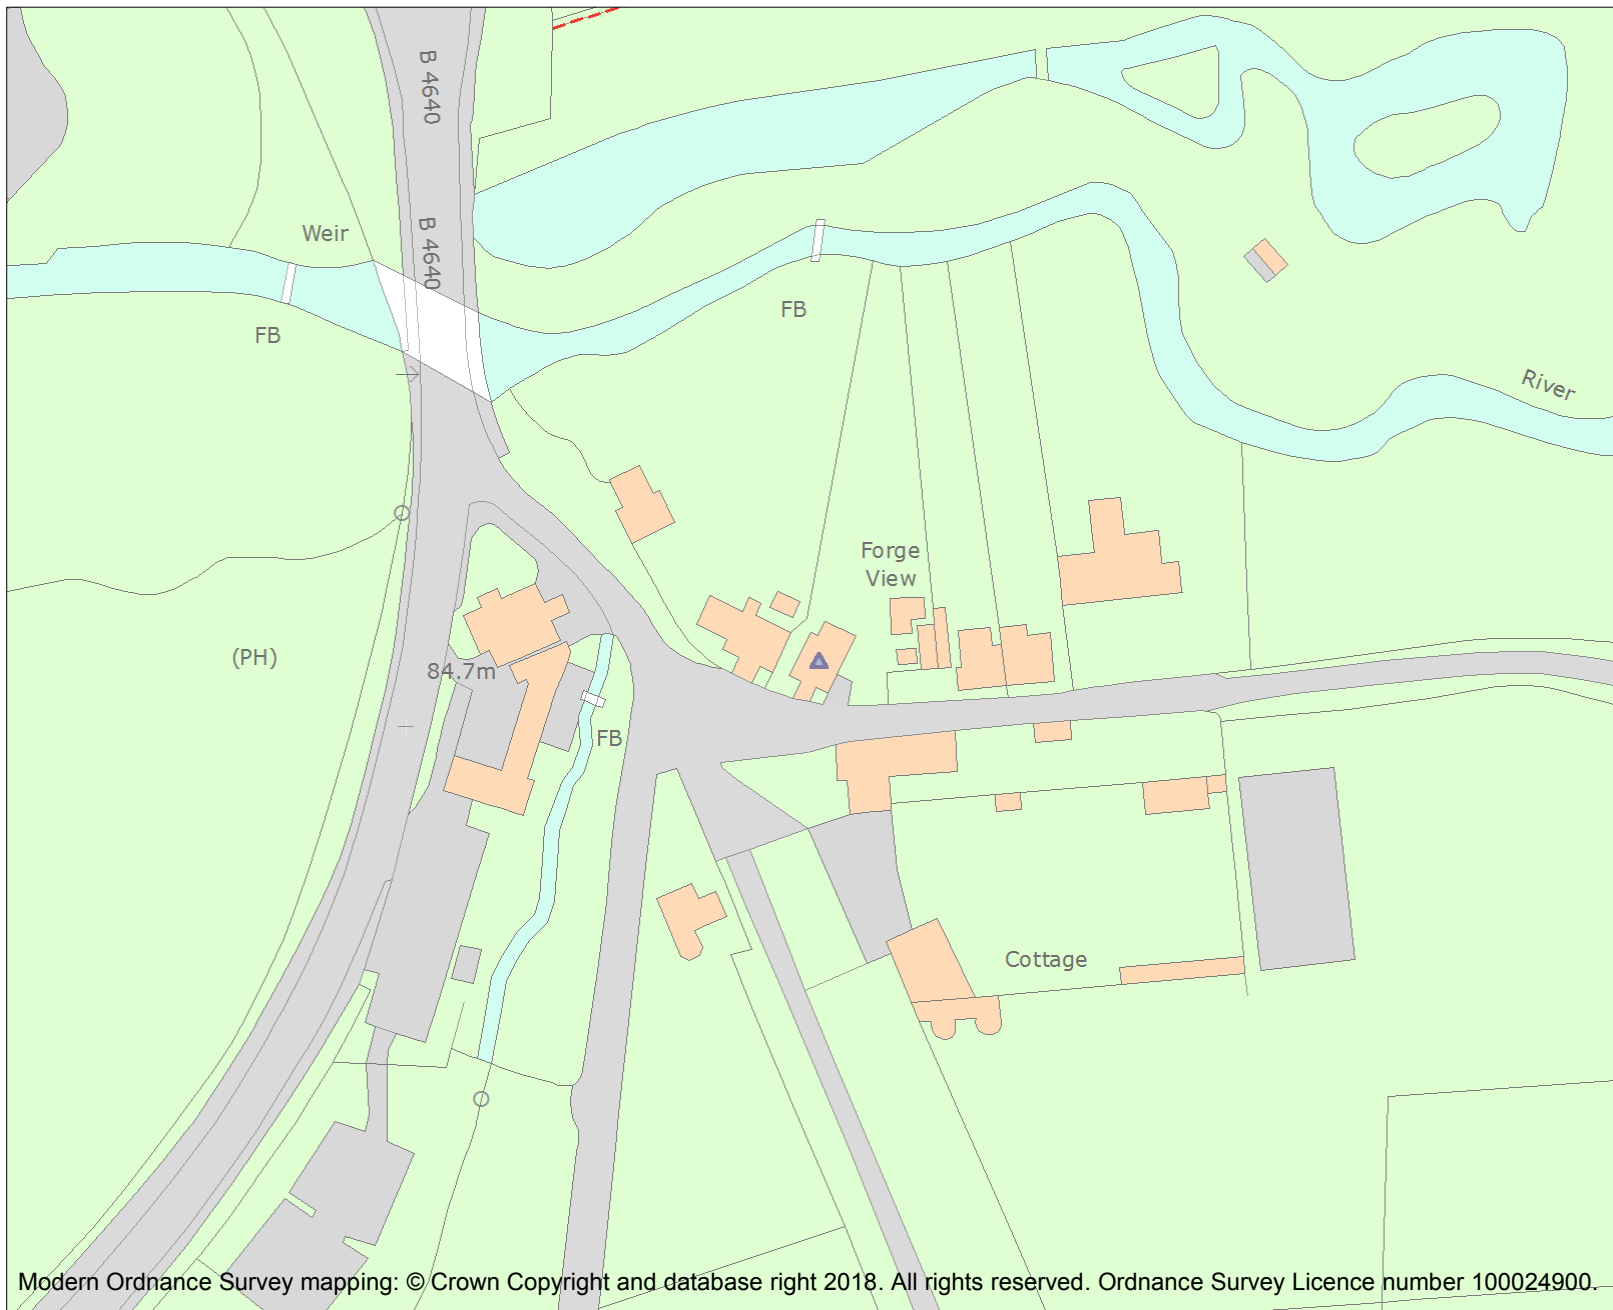 B 4640
B 4640
Weir
FB
FB
River
Forge
View
(PH)
84.7m
FB
Cottage
Modern Ordnance Survey mapping: © Crown Copyright and database right 2018. All rights reserved. Ordnance Survey Licence number 100024900.